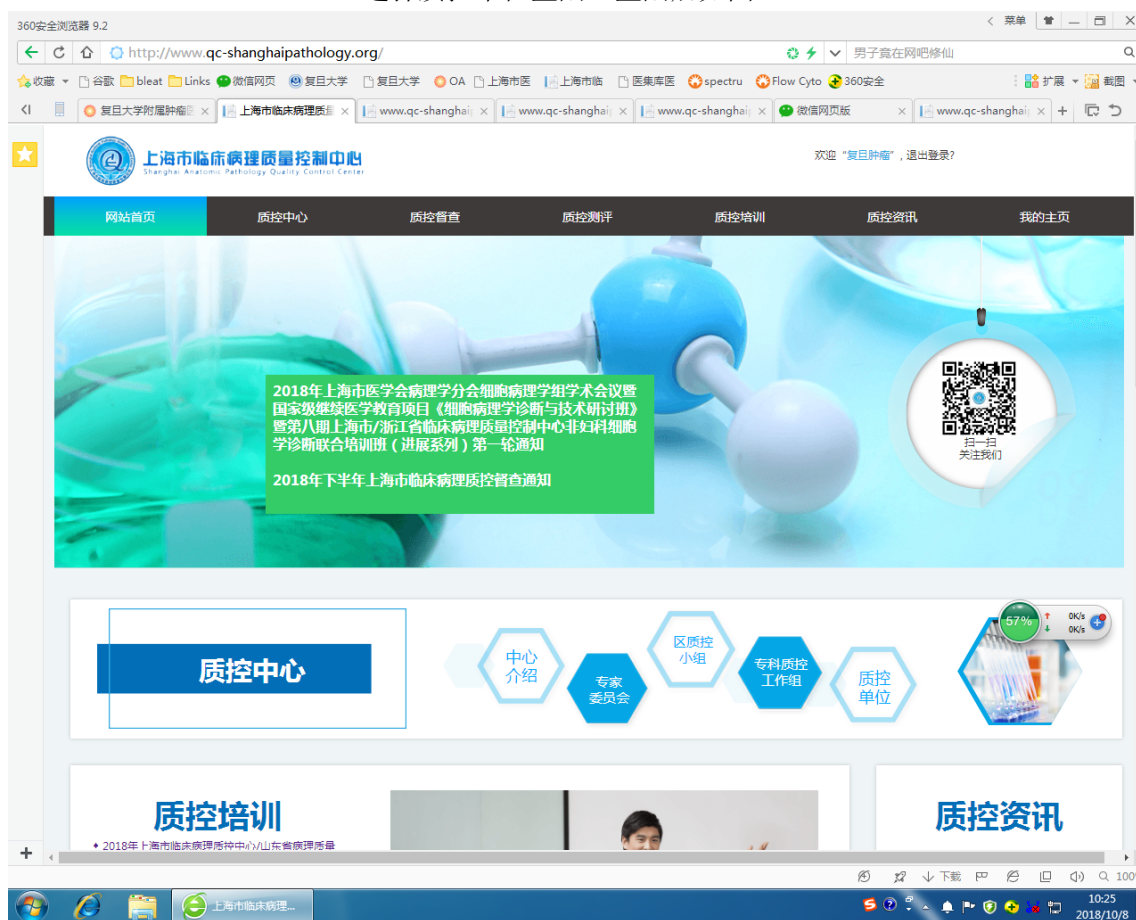 360安全浏览器 9.2
菜单
http://www.qc-shanghaipathology.org/
男子竟在网吧修仙
收藏 谷歌 bleat Links 微信网页 复旦大学 复旦大学 OA 上海市医 上海市临 医集库医 spectru Flow Cyto 360安全 扩展 截图
复旦大学附属肿瘤 上海市临床病理质量 www.qc-shanghai www.qc-shanghai www.qc-shanghai 微信网页版 www.qc-shanghai
上海市临床病理质量控制中心
Shanghai Anatomic Pathology Quality Control Center
欢迎“复旦肿瘤”,退出登录?
网站首页 质控中心 质控督查 质控测评 质控培训 质控资讯 我的主页
2018年上海市医学会病理学分会细胞病理学组学术会议暨
国家级继续医学教育项目《细胞病理学诊断与技术研讨班》
暨第八期上海市/浙江省临床病理质量控制中心非妇科细胞
学诊断联合培训班(进展系列)第一轮通知
2018年下半年上海市临床病理质控督查通知
扫一扫
关注我们
质控中心
中心
介绍
专家
委员会
区质控
小组
专科质控
工作组
质控
单位
57%
0K/s
0K/s
质控培训
2018年上海市临床病理质控中心/山东省病理质量
质控资讯
下载
100%
上海市临床病理...
10:25
2018/10/8